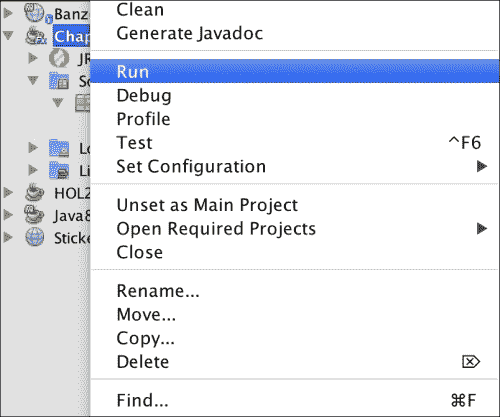 Banz
Chap
JR
So
Lo
Li
HOL2
Java8
Sticke
Clean
Generate Javadoc
Run
Debug
Profile
Test ^F6
Set Configuration
Unset as Main Project
Open Required Projects
Close
Rename...
Move...
Copy...
Delete
Find... ⌘F